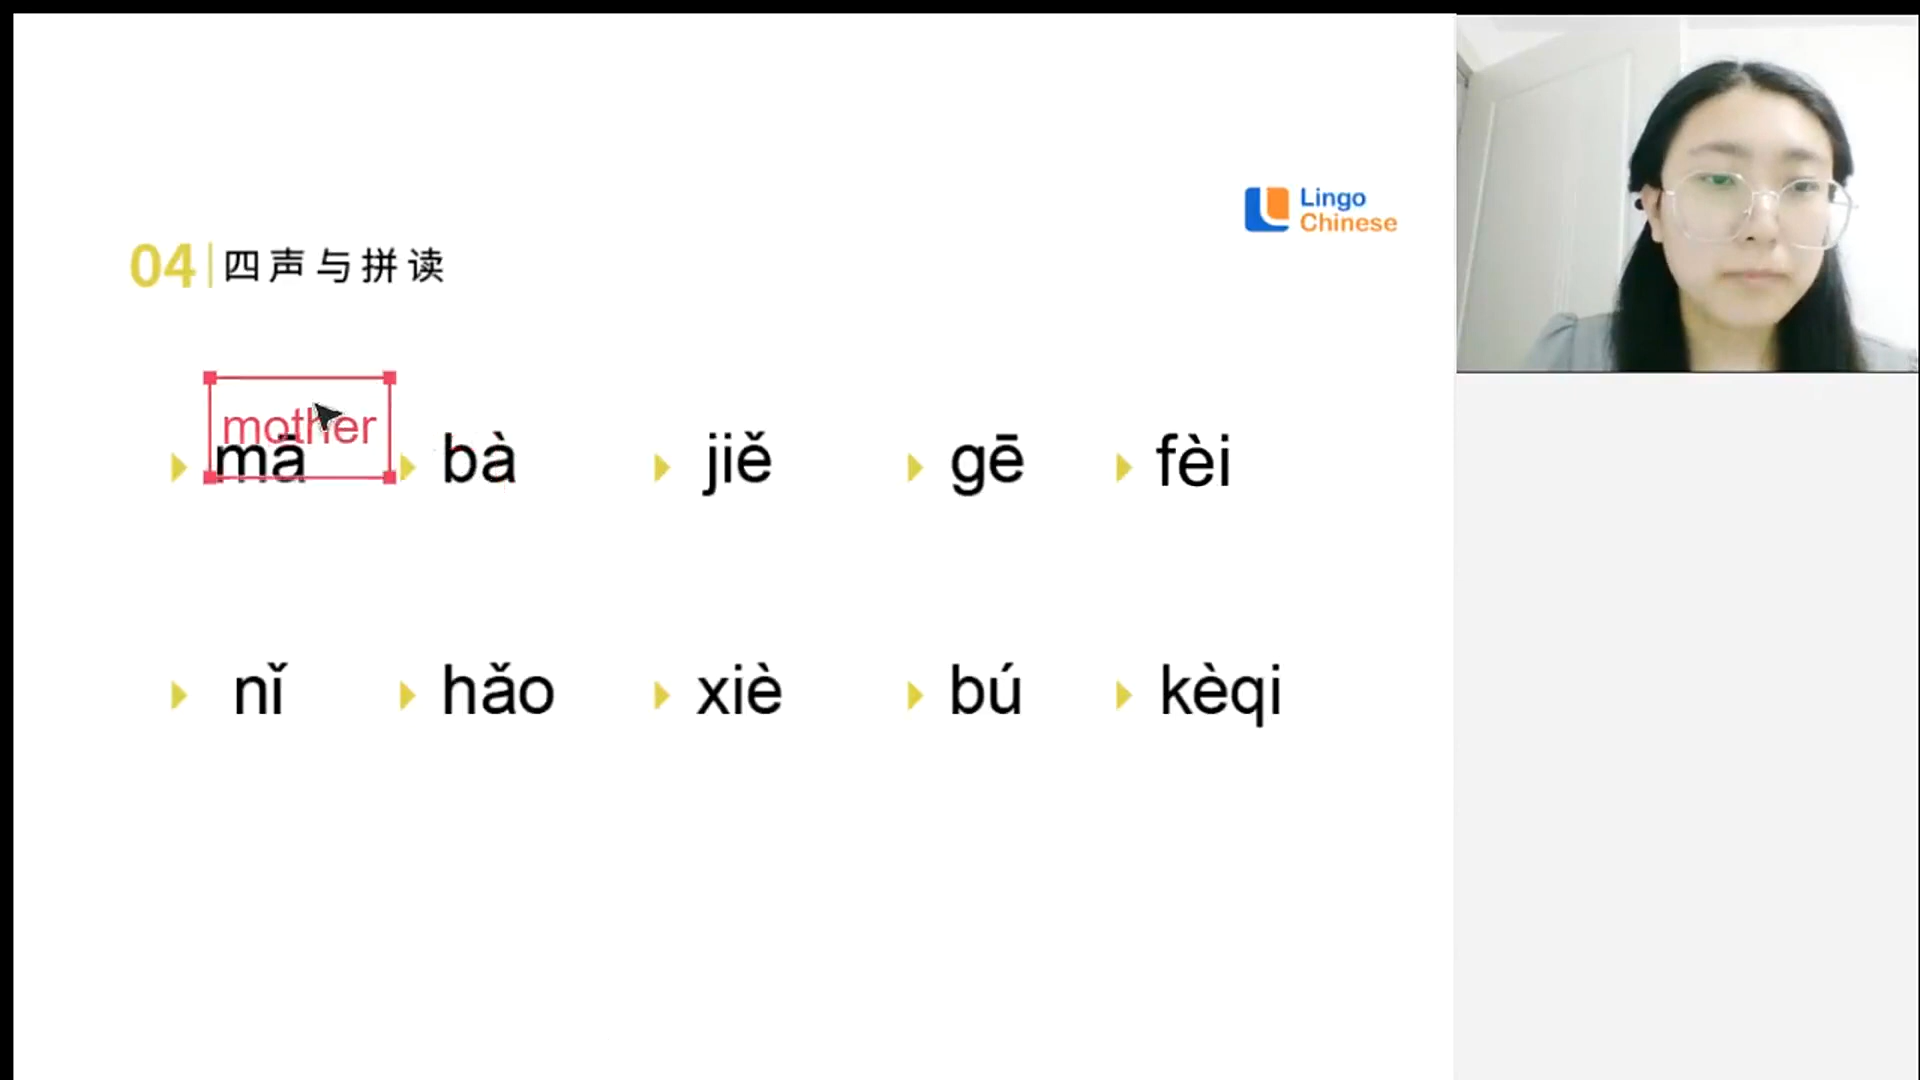 Lingo
Chinese
04 四声与拼读
mother
mā bà jiě gē fèi
nǐ hǎo xiè bú kèqi